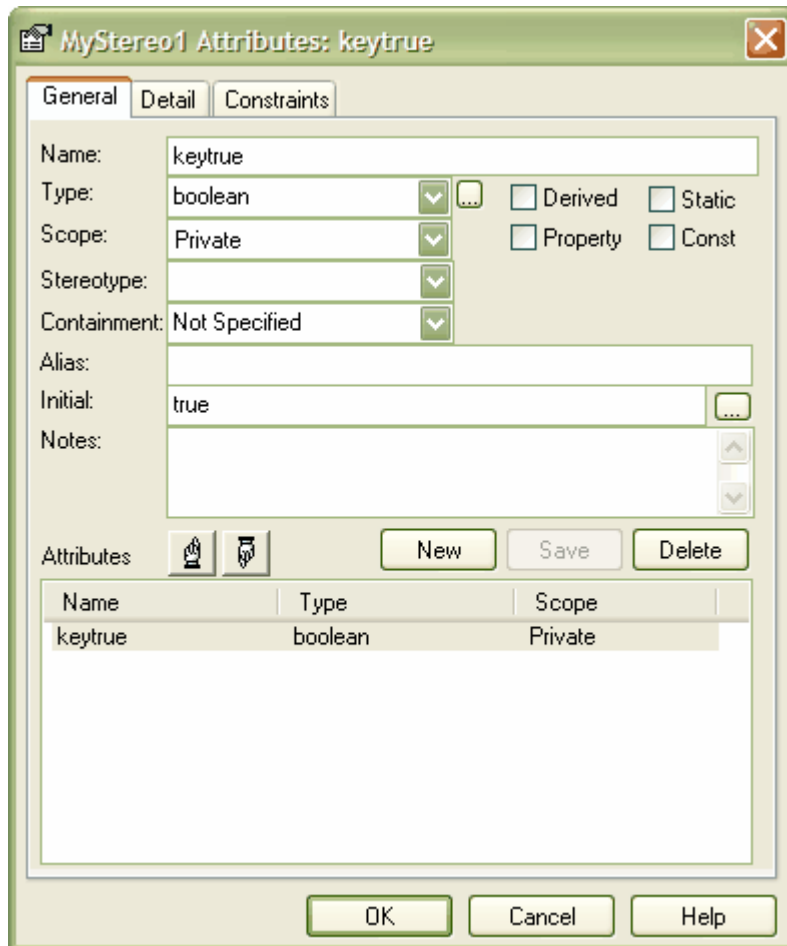 MyStereo1 Attributes: keytrue
General Detail Constraints
Name: keytrue
Type: boolean ... Derived Static
Scope: Private Property Const
Stereotype:
Containment: Not Specified
Alias:
Initial: true ...
Notes:
Attributes New Save Delete
Name Type Scope
keytrue boolean Private
OK Cancel Help